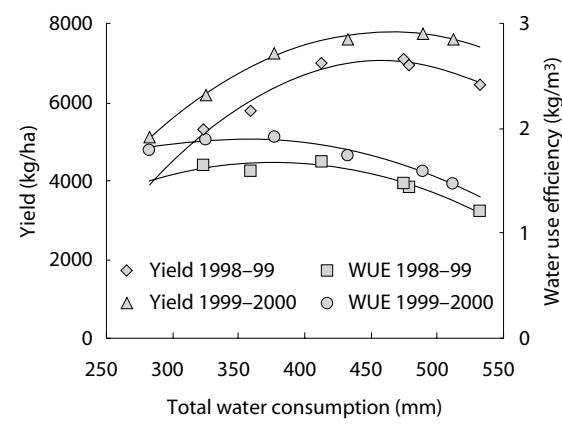 8000
6000
4000
2000
0
Yield (kg/ha)
3
2
1
0
Water use efficiency (kg/m³)
Yield 1998–99
WUE 1998–99
Yield 1999–2000
WUE 1999–2000
250 300 350 400 450 500 550
Total water consumption (mm)